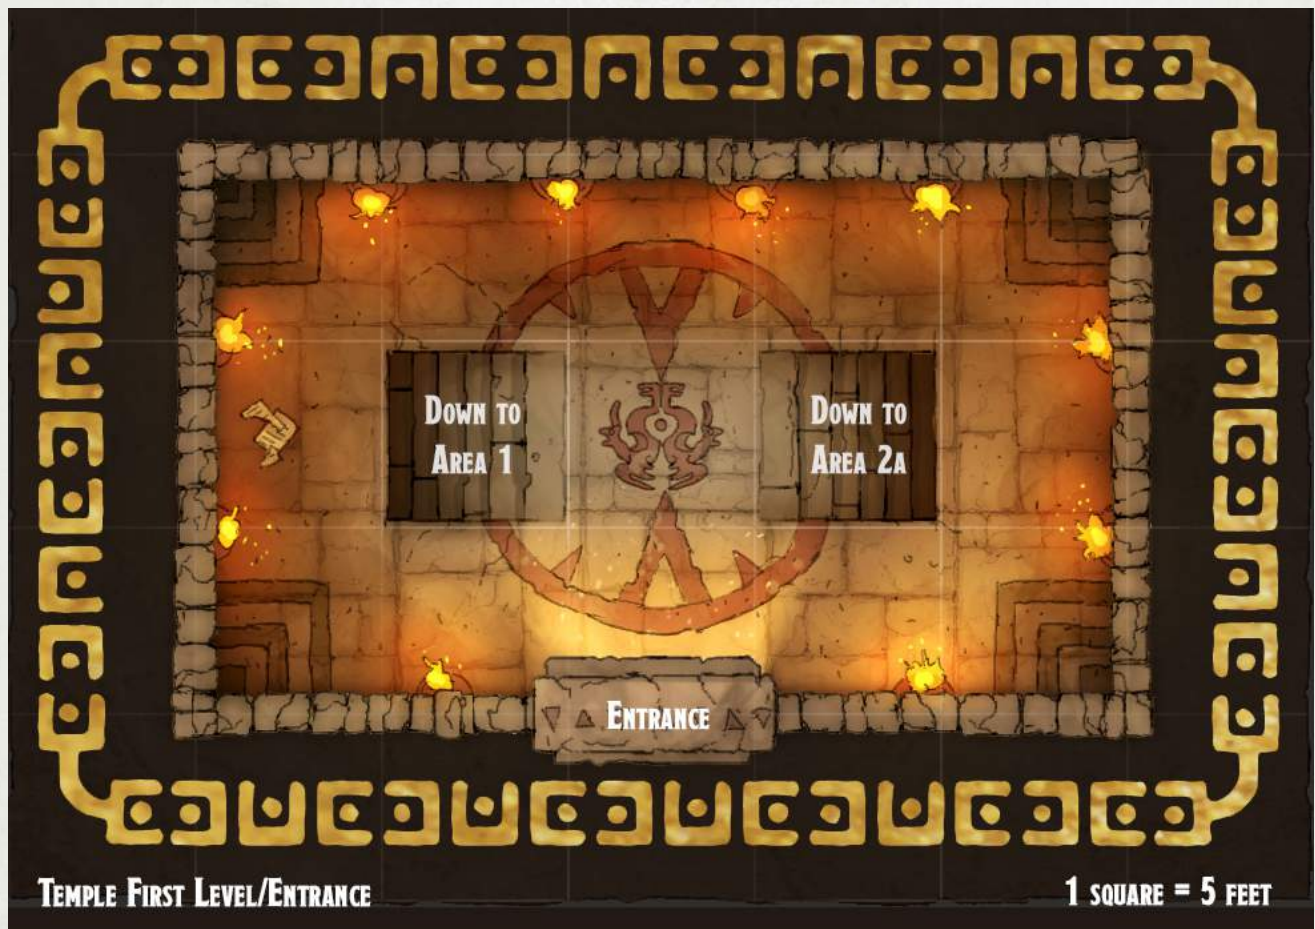 Down to
Area 1
Down to
Area 2a
Entrance
Temple First Level/Entrance
1 square = 5 feet